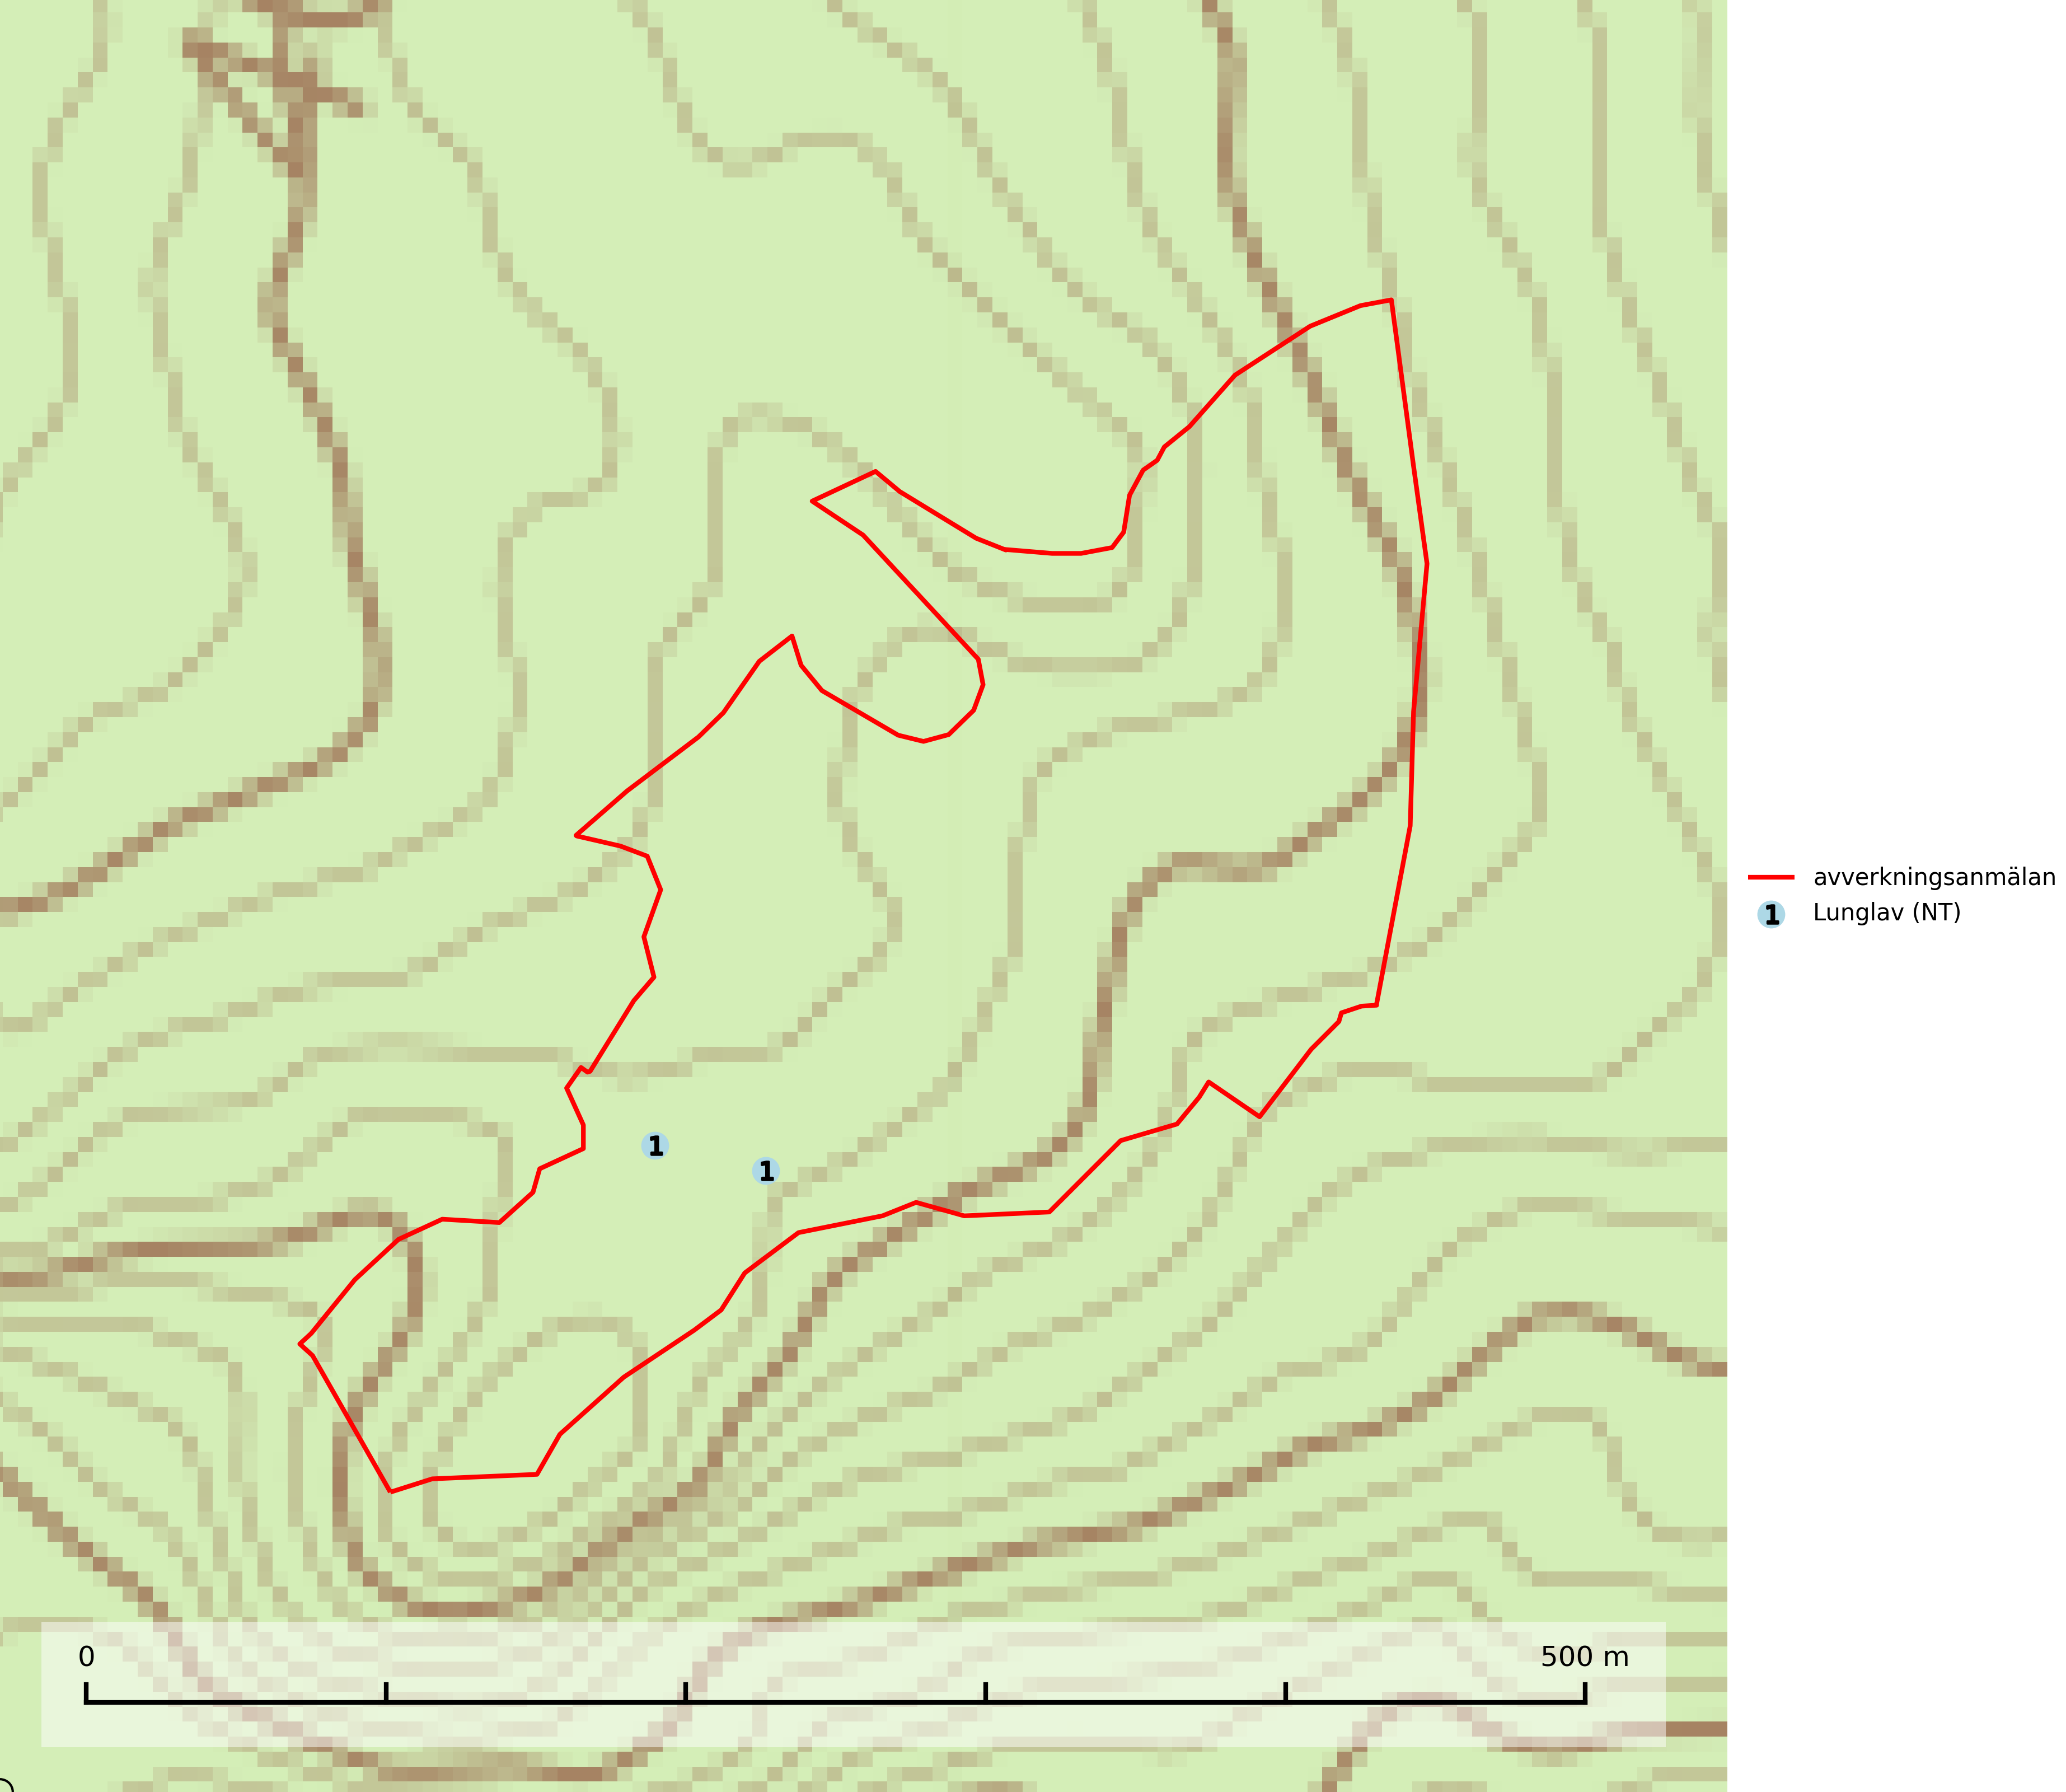 avverkningsanmälan
1 Lunglav (NT)
1
1
0 500 m